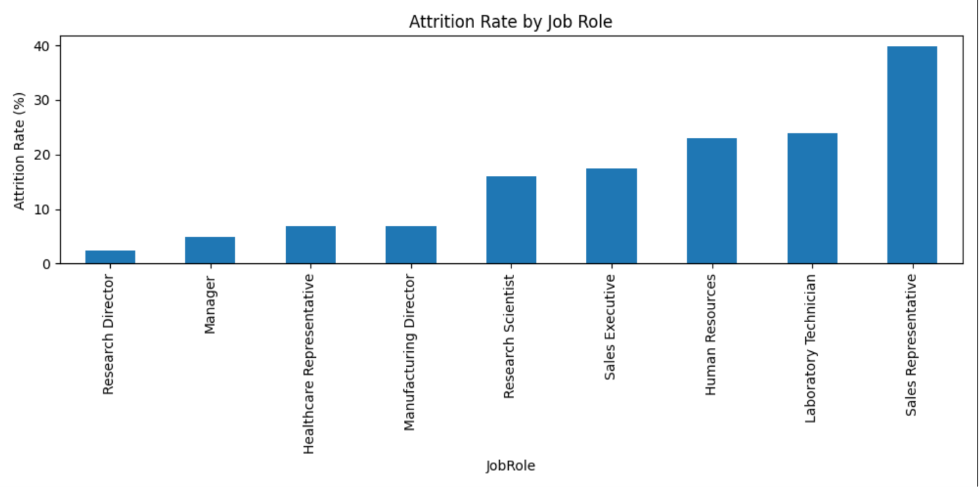 Attrition Rate by Job Role
Attrition Rate (%)
40
30
20
10
0
Research Director
Manager
Healthcare Representative
Manufacturing Director
Research Scientist
Sales Executive
Human Resources
Laboratory Technician
Sales Representative
JobRole